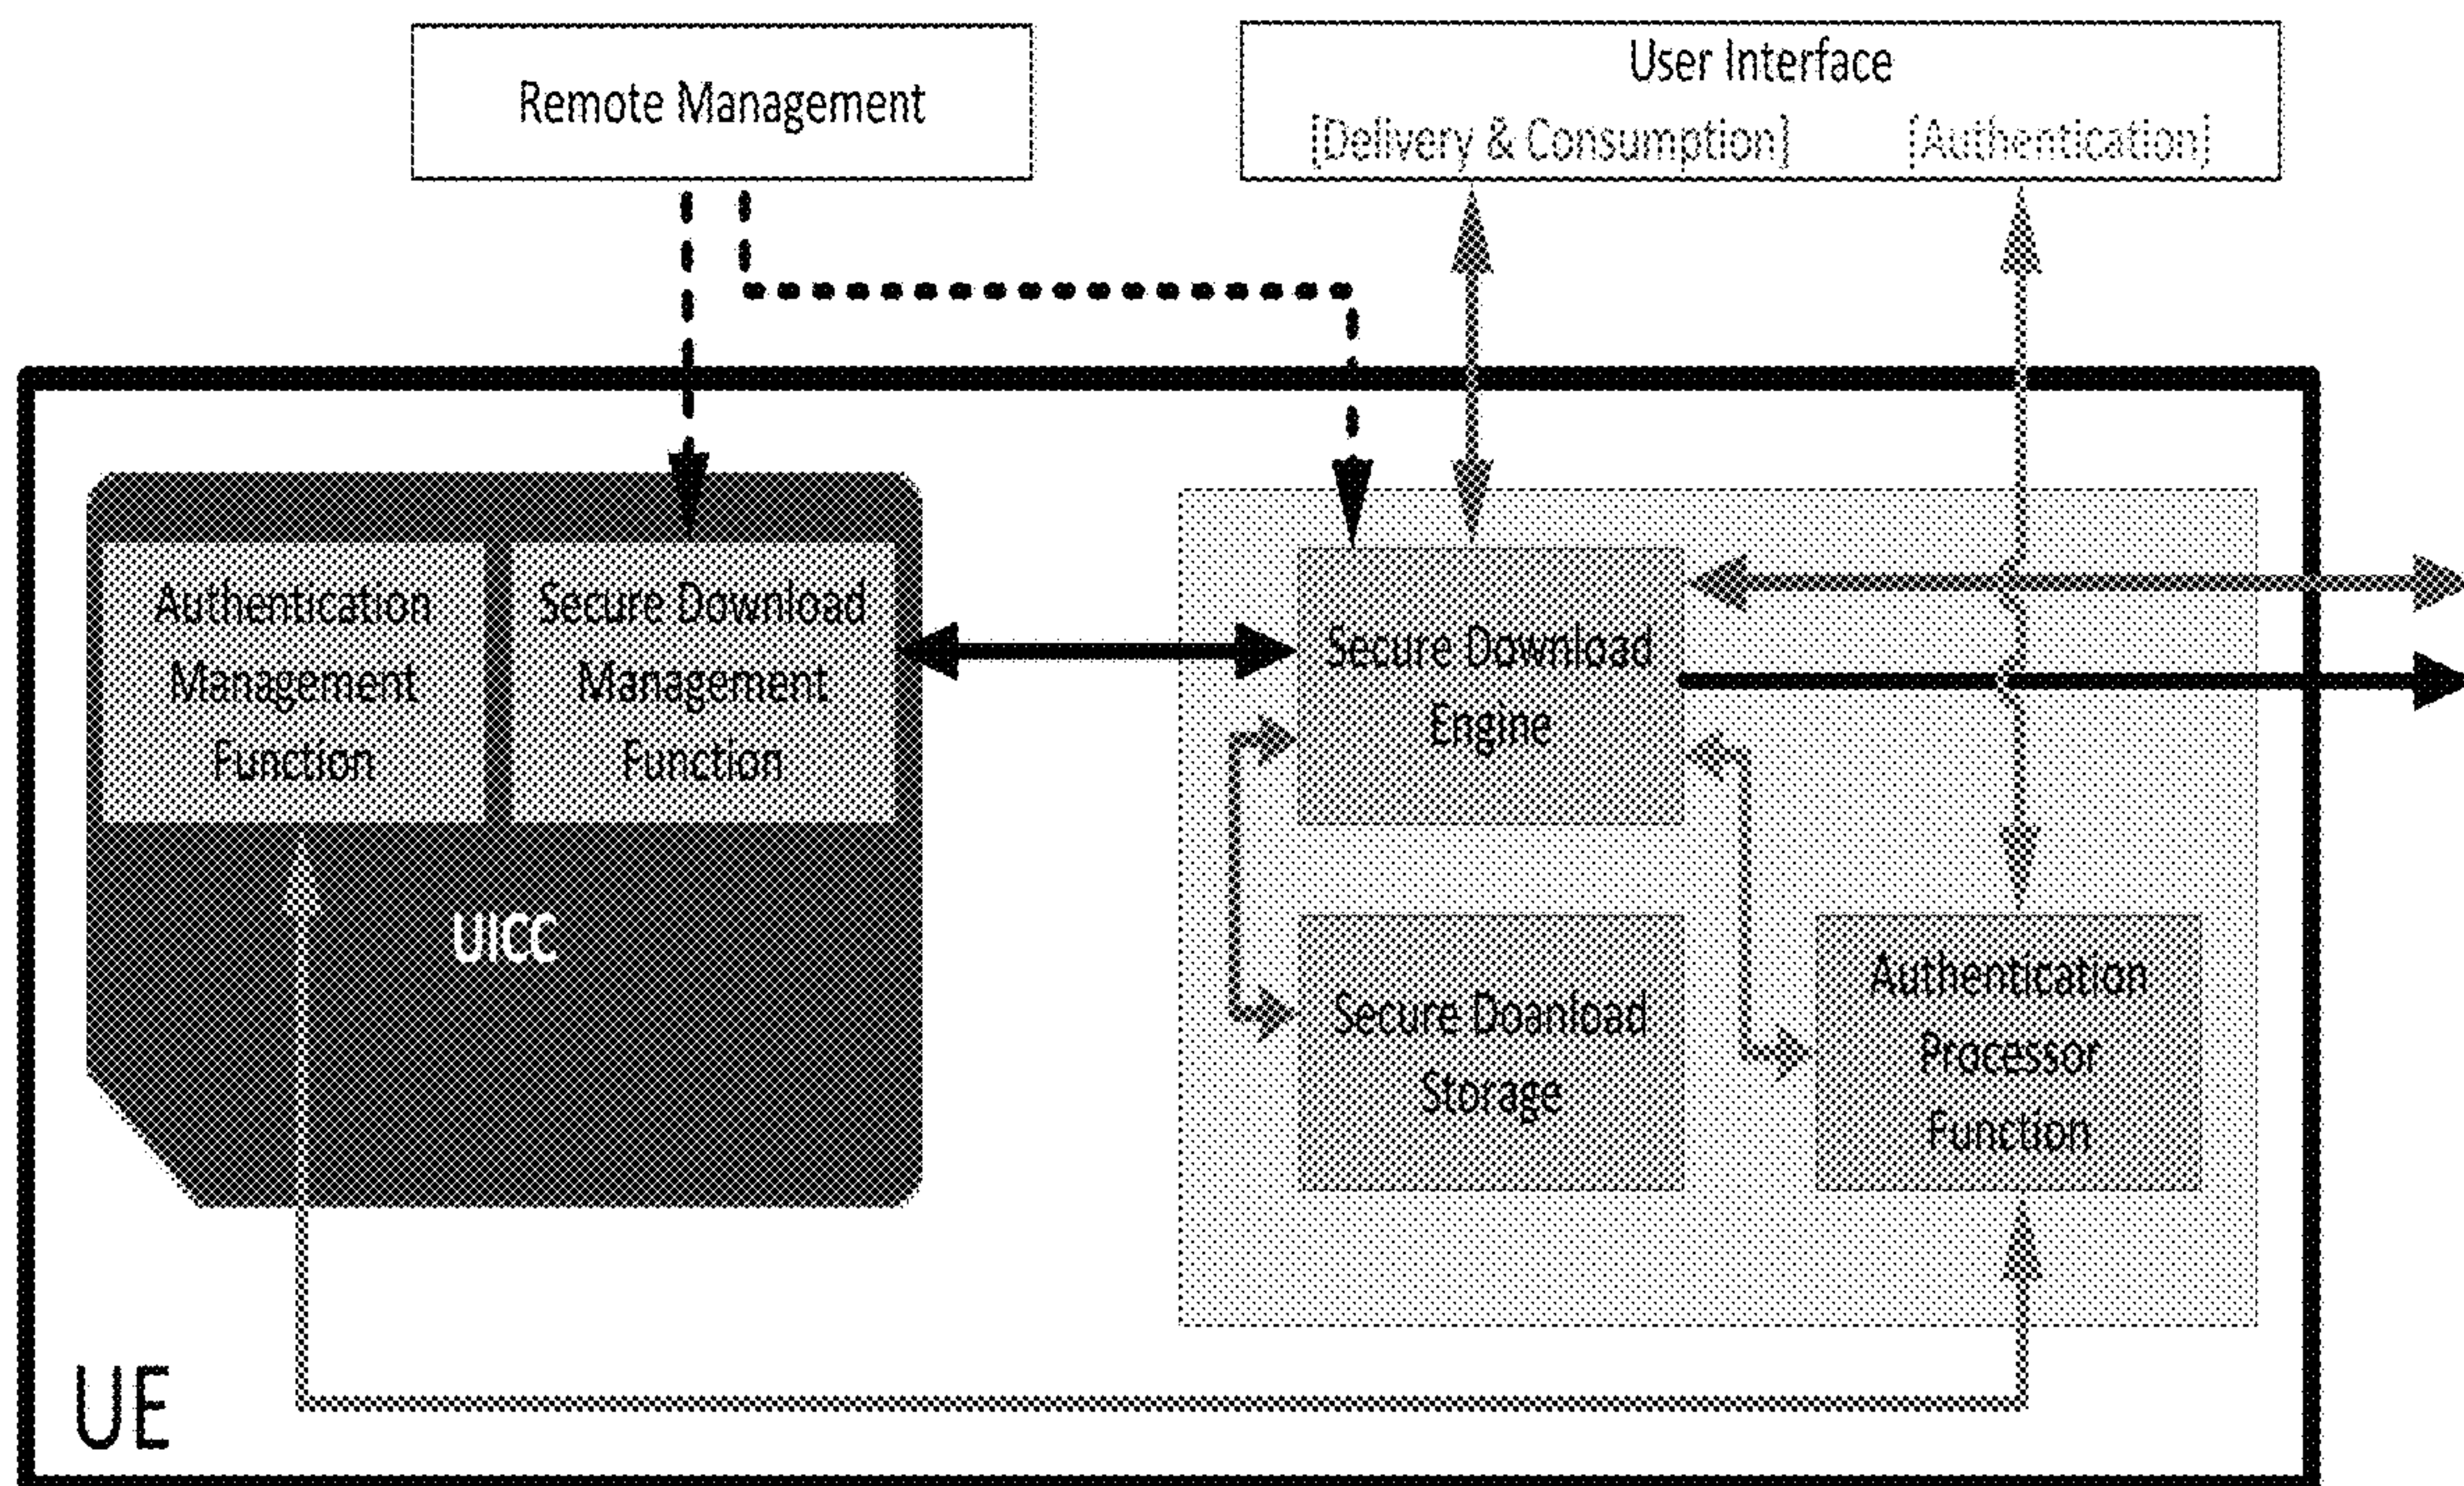 Remote Management
User Interface
[Delivery & Consumption] [Authentication]
Authentication
Management
Function
Secure Download
Management
Function
UICC
Secure Download
Engine
Secure Doanload
Storage
Authentication
Processor
Function
UE